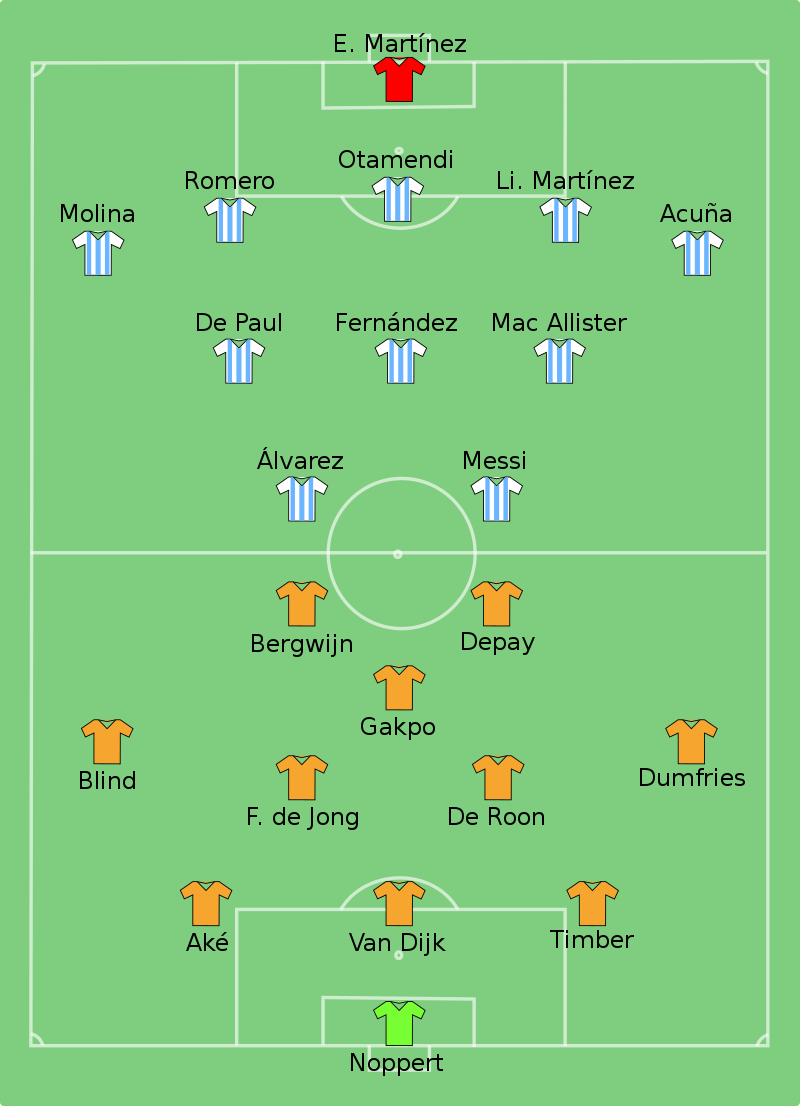 E. Martínez
Otamendi
Romero
Li. Martínez
Molina
Acuña
De Paul
Fernández
Mac Allister
Álvarez
Messi
Bergwijn
Depay
Gakpo
Blind
Dumfries
F. de Jong
De Roon
Aké
Van Dijk
Timber
Noppert